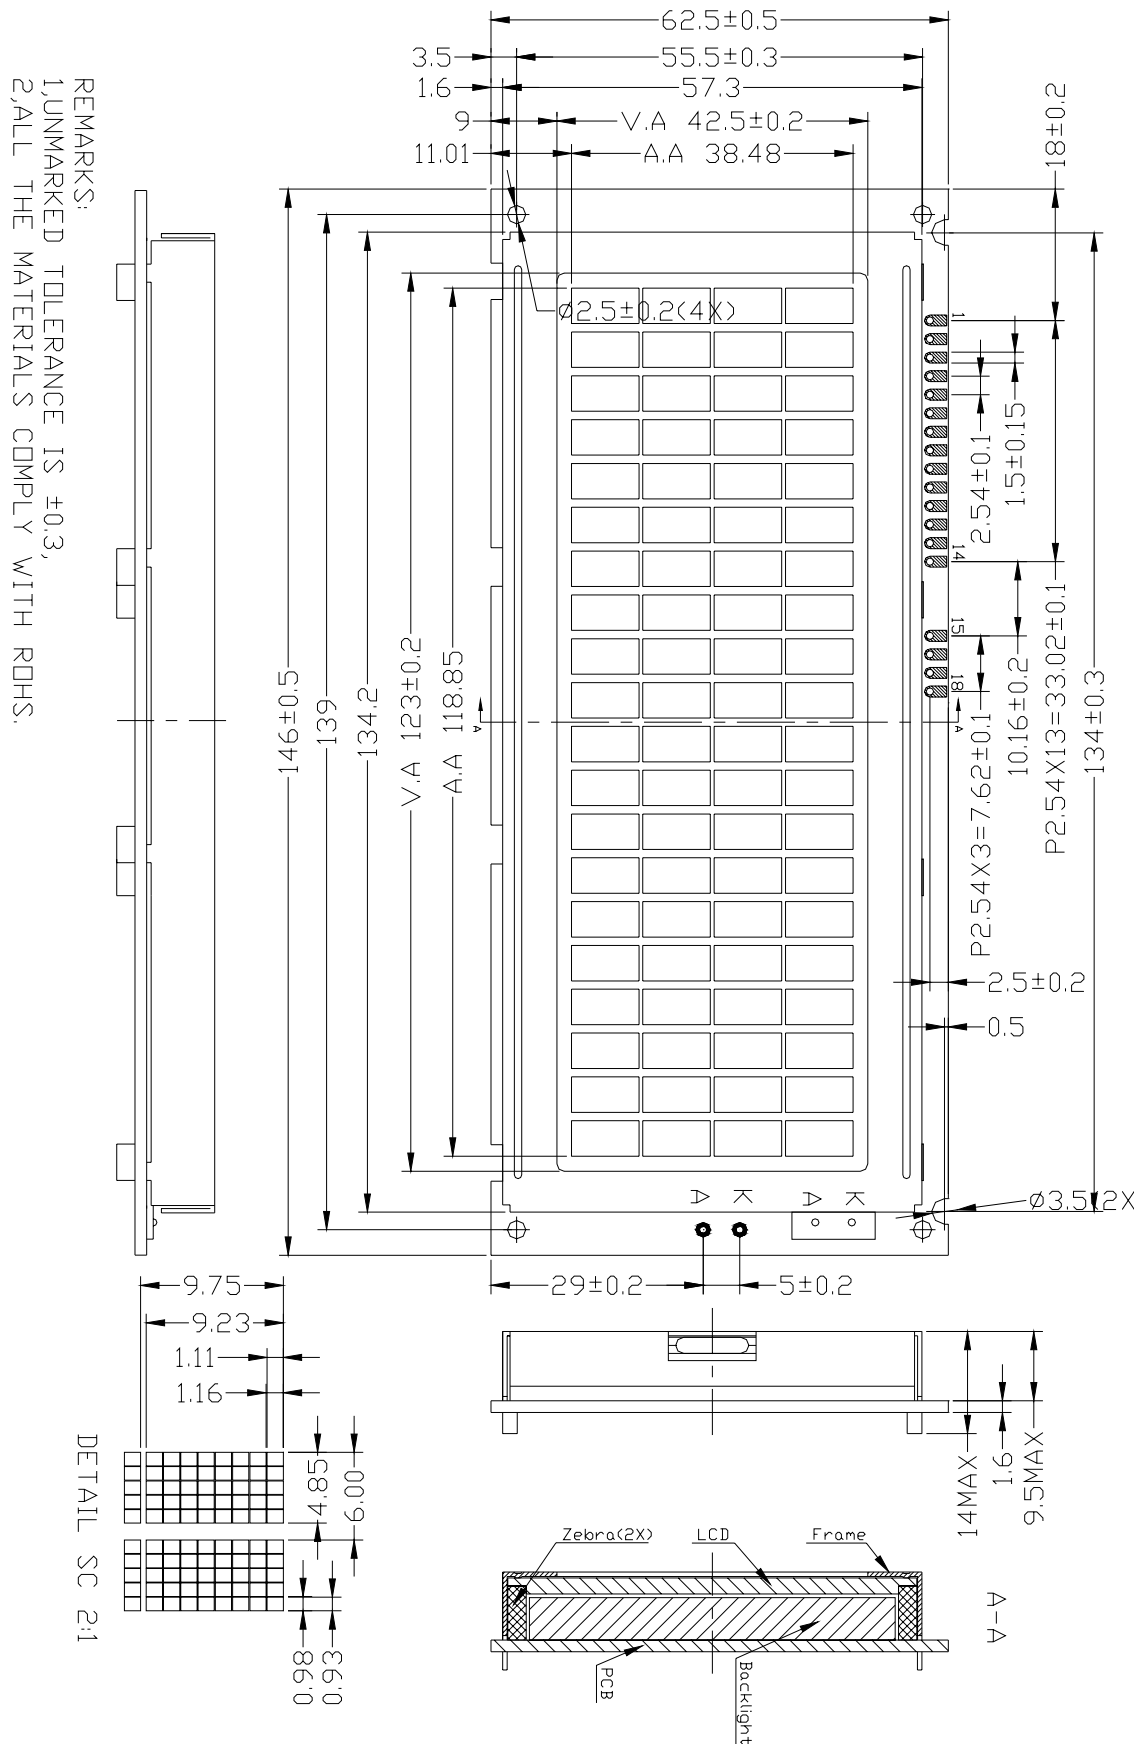 62.5±0.5
3.5
55.5±0.3
1.6
57.3
9
V.A 42.5±0.2
11.01
A.A 38.48
18±0.2
Ø2.5±0.2(4X)
1
14
15
18
1.5±0.15
2.54±0.1
P2.54X13=33.02±0.1
10.16±0.2
P2.54X3=7.62±0.1
134±0.3
2.5±0.2
0.5
Ø3.5(2X
146±0.5
139
134.2
V.A 123±0.2
A.A 118.85
A
A
A K
A K
29±0.2
5±0.2
REMARKS:
1,UNMARKED TOLERANCE IS ±0.3,
2,ALL THE MATERIALS COMPLY WITH ROHS.
9.75
9.23
1.11
1.16
4.85
6.00
0.98
0.93
DETAIL SC 2:1
14MAX
1.6
9.5MAX
Zebra(2X)
LCD
Frame
PCB
Backlight
A-A